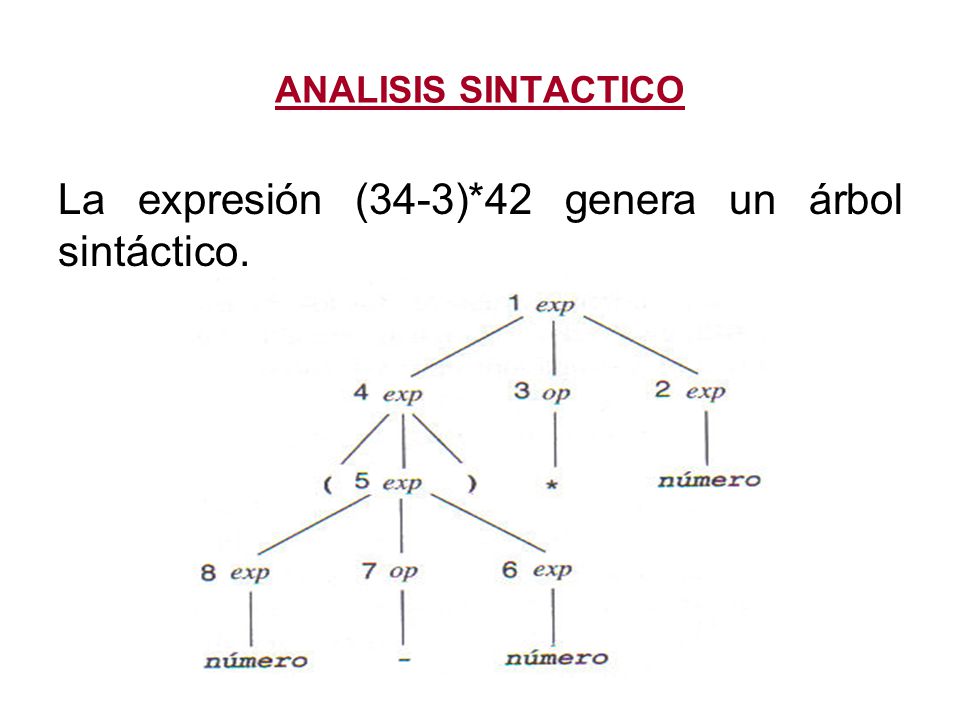 ANALISIS SINTACTICO
La expresión (34-3)*42 genera un árbol
sintáctico.
1 exp
4 exp 3 op 2 exp
( 5 exp ) * número
8 exp 7 op 6 exp
número - número